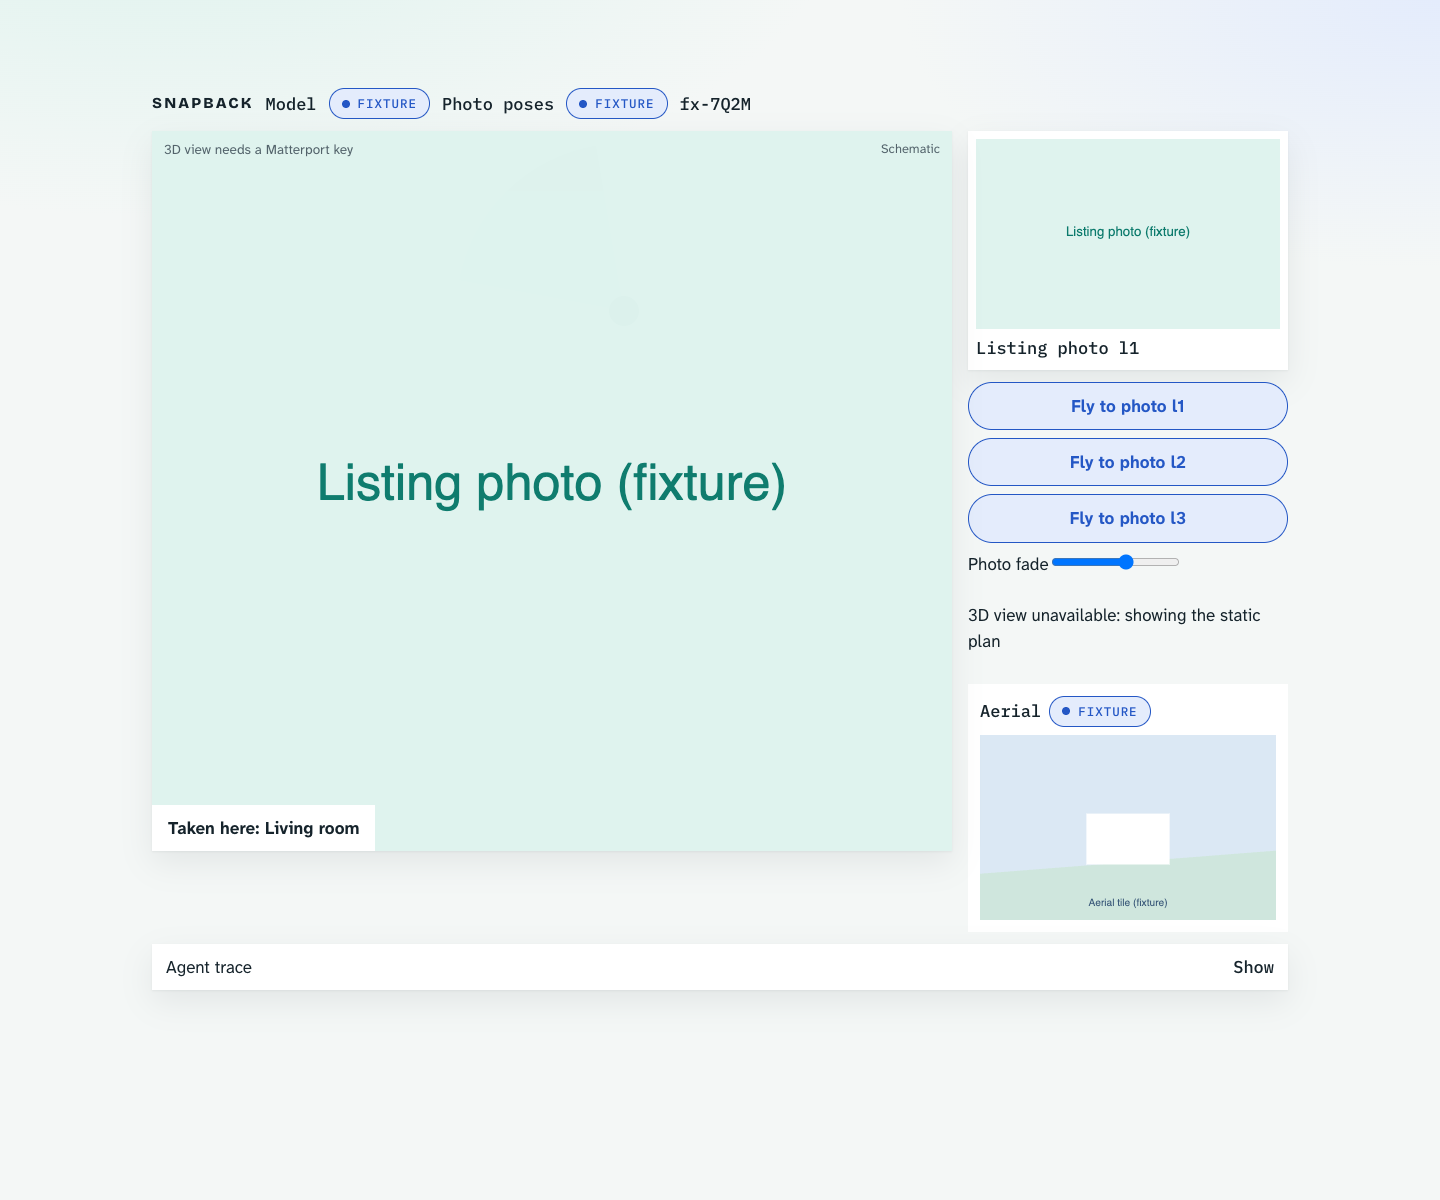 SNAPBACK Model FIXTURE Photo poses FIXTURE fx-7Q2M
3D view needs a Matterport key
Schematic
Listing photo (fixture)
Taken here: Living room
Listing photo (fixture)
Listing photo l1
Fly to photo l1
Fly to photo l2
Fly to photo l3
Photo fade
3D view unavailable: showing the static
plan
Aerial FIXTURE
Aerial tile (fixture)
Agent trace
Show